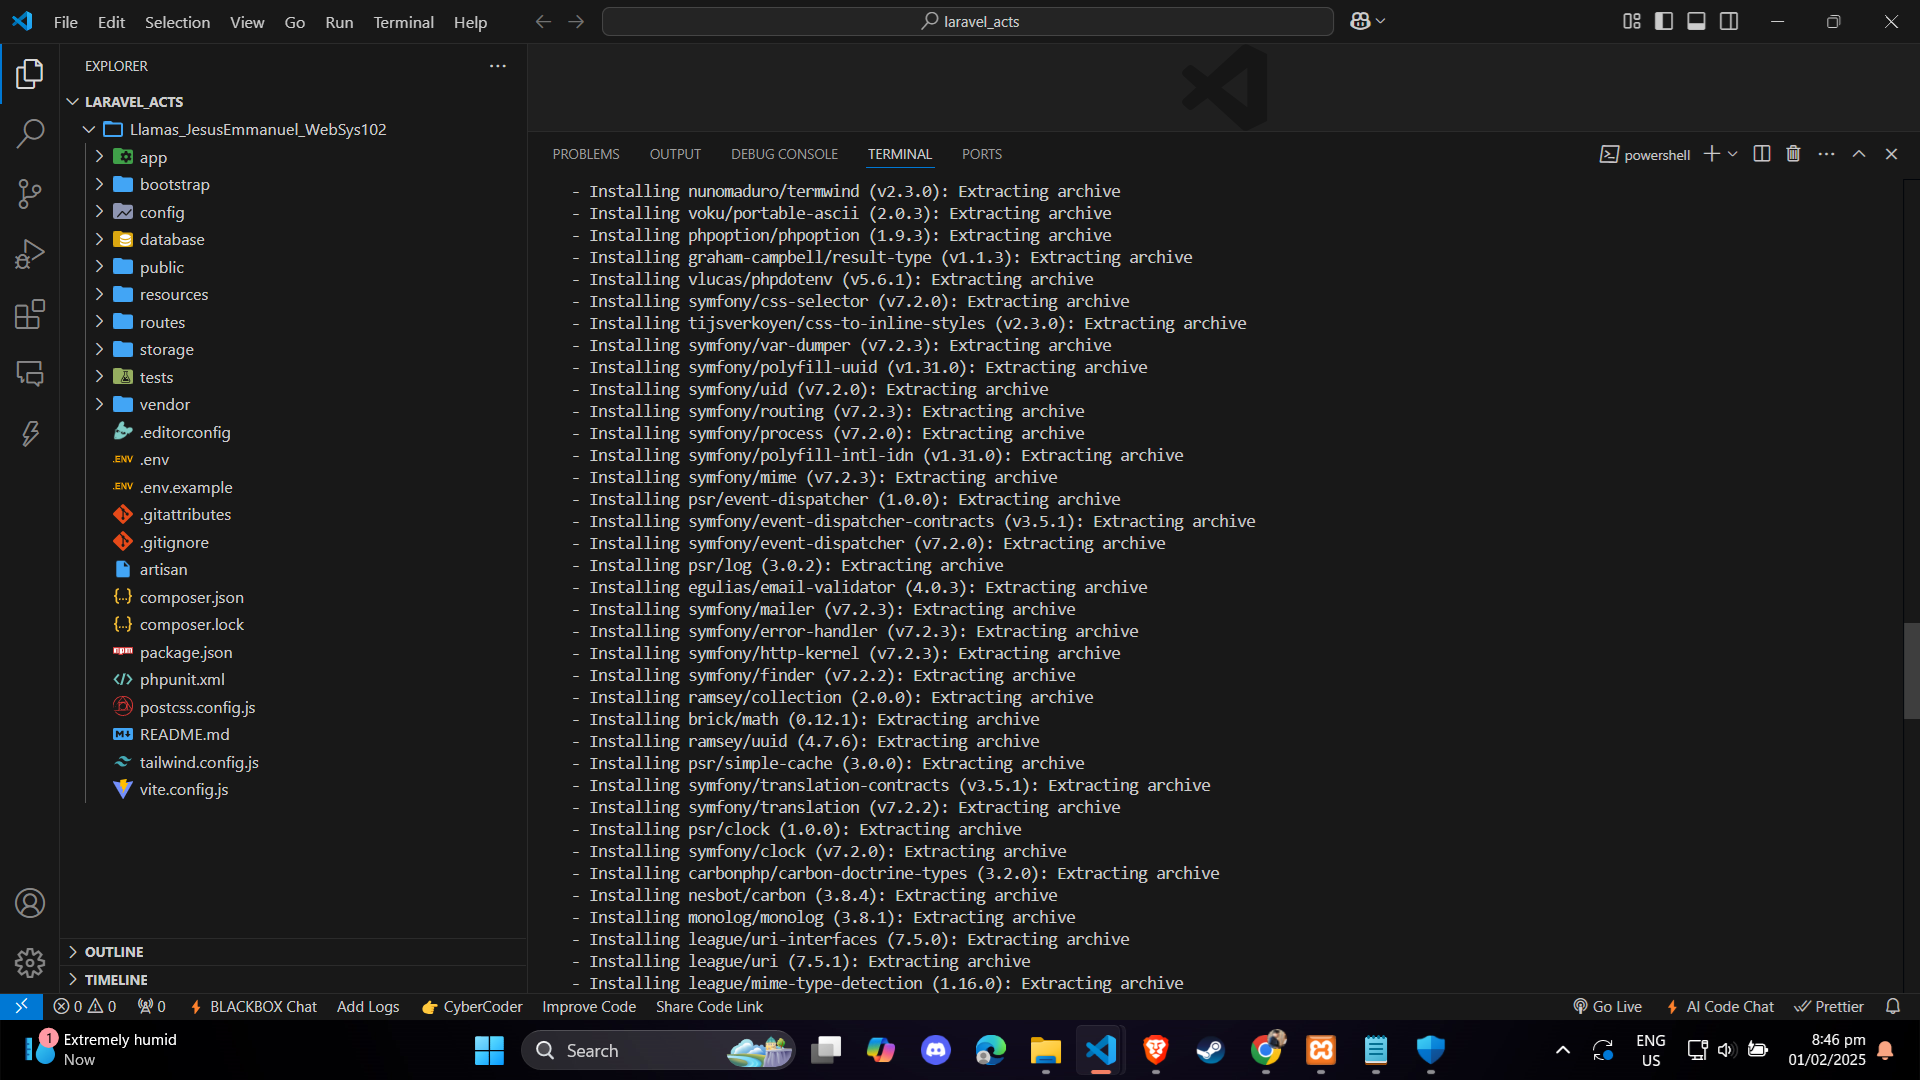 File Edit Selection View Go Run Terminal Help
laravel_acts
EXPLORER
LARAVEL_ACTS
Llamas_JesusEmmanuel_WebSys102
app
bootstrap
config
database
public
resources
routes
storage
tests
vendor
.editorconfig
.ENV .env
.ENV .env.example
.gitattributes
.gitignore
artisan
{..} composer.json
{..} composer.lock
npm package.json
phpunit.xml
postcss.config.js
README.md
tailwind.config.js
vite.config.js
OUTLINE
TIMELINE
PROBLEMS OUTPUT DEBUG CONSOLE TERMINAL PORTS
powershell
- Installing nunomaduro/termwind (v2.3.0): Extracting archive
- Installing voku/portable-ascii (2.0.3): Extracting archive
- Installing phpoption/phpoption (1.9.3): Extracting archive
- Installing graham-campbell/result-type (v1.1.3): Extracting archive
- Installing vlucas/phpdotenv (v5.6.1): Extracting archive
- Installing symfony/css-selector (v7.2.0): Extracting archive
- Installing tijsverkoyen/css-to-inline-styles (v2.3.0): Extracting archive
- Installing symfony/var-dumper (v7.2.3): Extracting archive
- Installing symfony/polyfill-uuid (v1.31.0): Extracting archive
- Installing symfony/uid (v7.2.0): Extracting archive
- Installing symfony/routing (v7.2.3): Extracting archive
- Installing symfony/process (v7.2.0): Extracting archive
- Installing symfony/polyfill-intl-idn (v1.31.0): Extracting archive
- Installing symfony/mime (v7.2.3): Extracting archive
- Installing psr/event-dispatcher (1.0.0): Extracting archive
- Installing symfony/event-dispatcher-contracts (v3.5.1): Extracting archive
- Installing symfony/event-dispatcher (v7.2.0): Extracting archive
- Installing psr/log (3.0.2): Extracting archive
- Installing egulias/email-validator (4.0.3): Extracting archive
- Installing symfony/mailer (v7.2.3): Extracting archive
- Installing symfony/error-handler (v7.2.3): Extracting archive
- Installing symfony/http-kernel (v7.2.3): Extracting archive
- Installing symfony/finder (v7.2.2): Extracting archive
- Installing ramsey/collection (2.0.0): Extracting archive
- Installing brick/math (0.12.1): Extracting archive
- Installing ramsey/uuid (4.7.6): Extracting archive
- Installing psr/simple-cache (3.0.0): Extracting archive
- Installing symfony/translation-contracts (v3.5.1): Extracting archive
- Installing symfony/translation (v7.2.2): Extracting archive
- Installing psr/clock (1.0.0): Extracting archive
- Installing symfony/clock (v7.2.0): Extracting archive
- Installing carbonphp/carbon-doctrine-types (3.2.0): Extracting archive
- Installing nesbot/carbon (3.8.4): Extracting archive
- Installing monolog/monolog (3.8.1): Extracting archive
- Installing league/uri-interfaces (7.5.0): Extracting archive
- Installing league/uri (7.5.1): Extracting archive
- Installing league/mime-type-detection (1.16.0): Extracting archive
0 0 0 BLACKBOX Chat Add Logs CyberCoder Improve Code Share Code Link Go Live AI Code Chat Prettier
1
Extremely humid
Now
Search
ENG
US
8:46 pm
01/02/2025